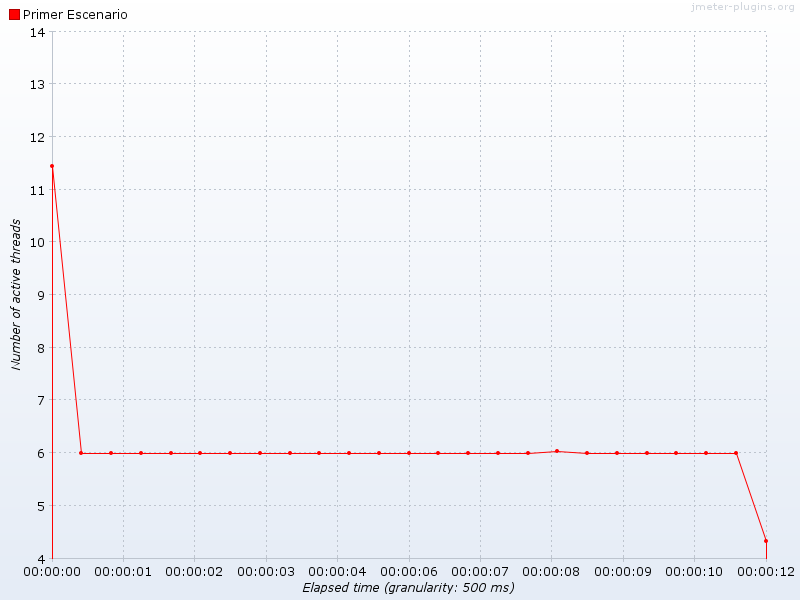 jmeter-plugins.org
Primer Escenario
14
13
12
11
10
9
8
7
6
5
4
Number of active threads
00:00:00 00:00:01 00:00:02 00:00:03 00:00:04 00:00:06 00:00:07 00:00:08 00:00:09 00:00:10 00:00:12
Elapsed time (granularity: 500 ms)